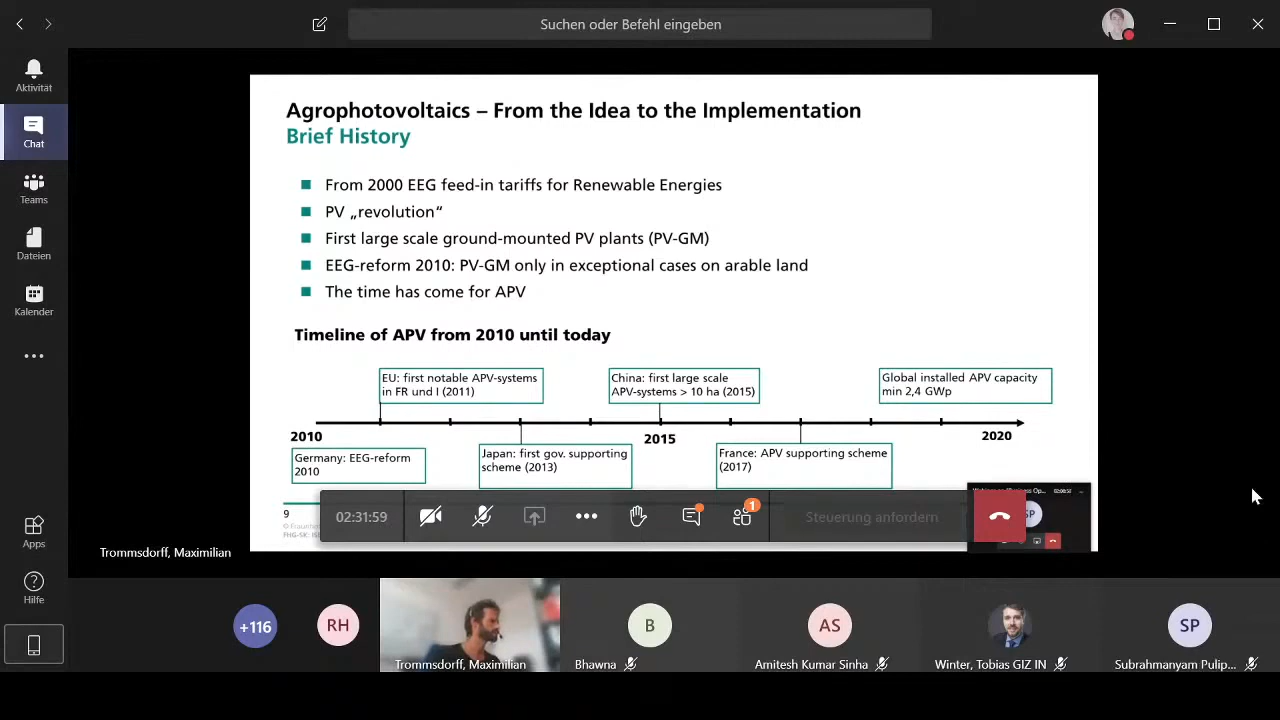 Suchen oder Befehl eingeben
Aktivität
Chat
Teams
Dateien
Kalender
Apps
Hilfe
Agrophotovoltaics – From the Idea to the Implementation
Brief History
From 2000 EEG feed-in tariffs for Renewable Energies
PV „revolution“
First large scale ground-mounted PV plants (PV-GM)
EEG-reform 2010: PV-GM only in exceptional cases on arable land
The time has come for APV
Timeline of APV from 2010 until today
EU: first notable APV-systems
in FR und I (2011)
China: first large scale
APV-systems > 10 ha (2015)
Global installed APV capacity
min 2,4 GWp
2010
2015
2020
Germany: EEG-reform
2010
Japan: first gov. supporting
scheme (2013)
France: APV supporting scheme
(2017)
9
02:31:59
1
Steuerung anfordern
SP
Trommsdorff, Maximilian
+116
RH
Trommsdorff, Maximilian
B
Bhawna
AS
Amitesh Kumar Sinha
Winter, Tobias GIZ IN
SP
Subrahmanyam Pulip...